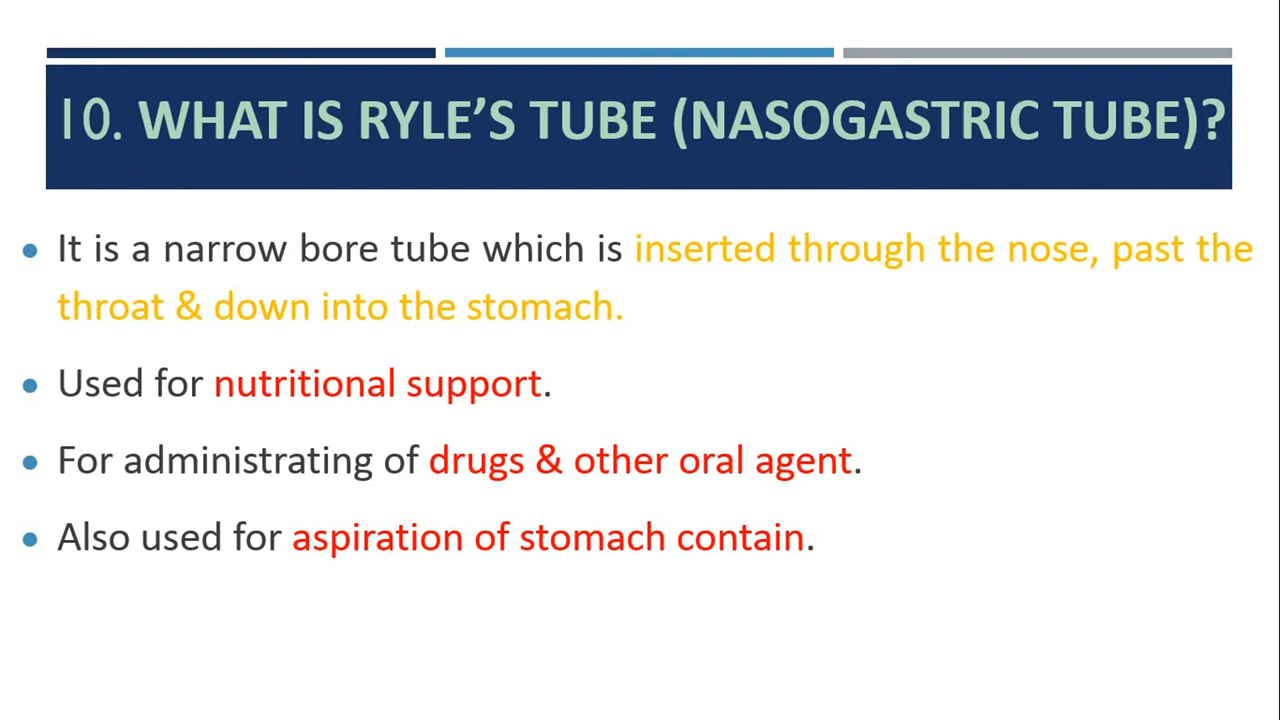 10. WHAT IS RYLE’S TUBE (NASOGASTRIC TUBE)?
• It is a narrow bore tube which is inserted through the nose, past the
throat & down into the stomach.
• Used for nutritional support.
• For administrating of drugs & other oral agent.
• Also used for aspiration of stomach contain.